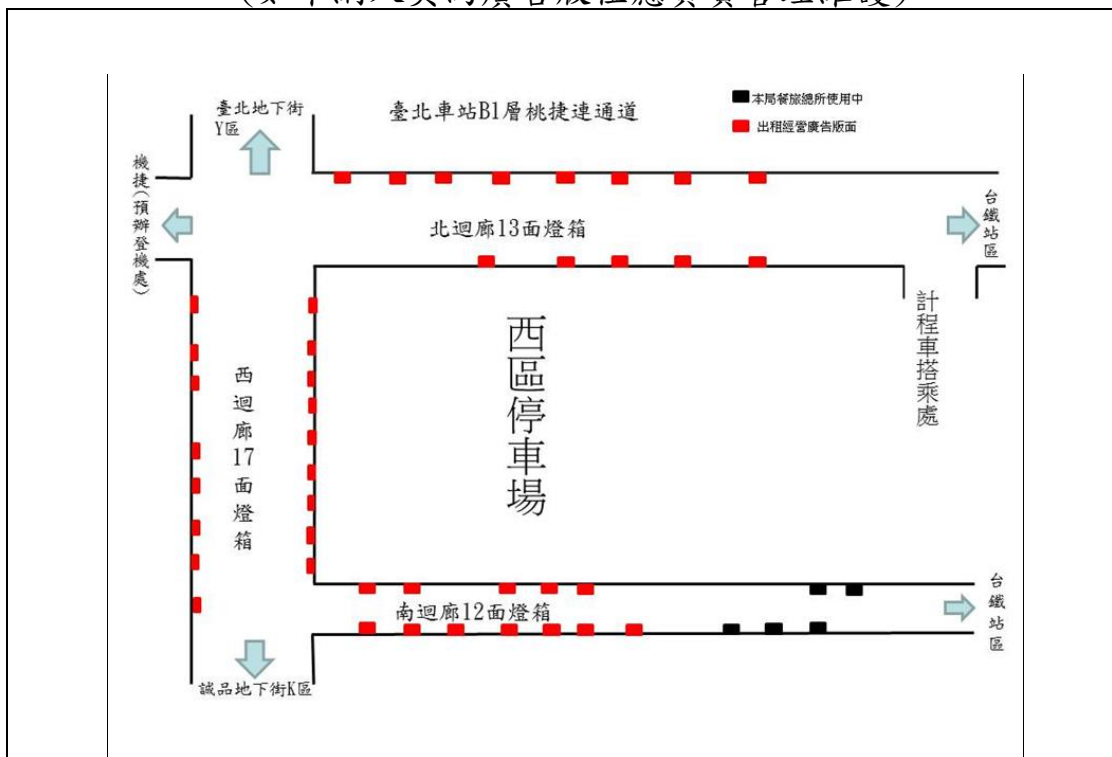 臺北地下街
Y區
臺北車站B1層桃捷連通道
本局餐旅總所使用中
出租經營廣告版面
機捷(預辦登機處)
台鐵站區
北迴廊13面燈箱
計程車搭乘處
西區停車場
西迴廊17面燈箱
南迴廊12面燈箱
台鐵站區
誠品地下街K區